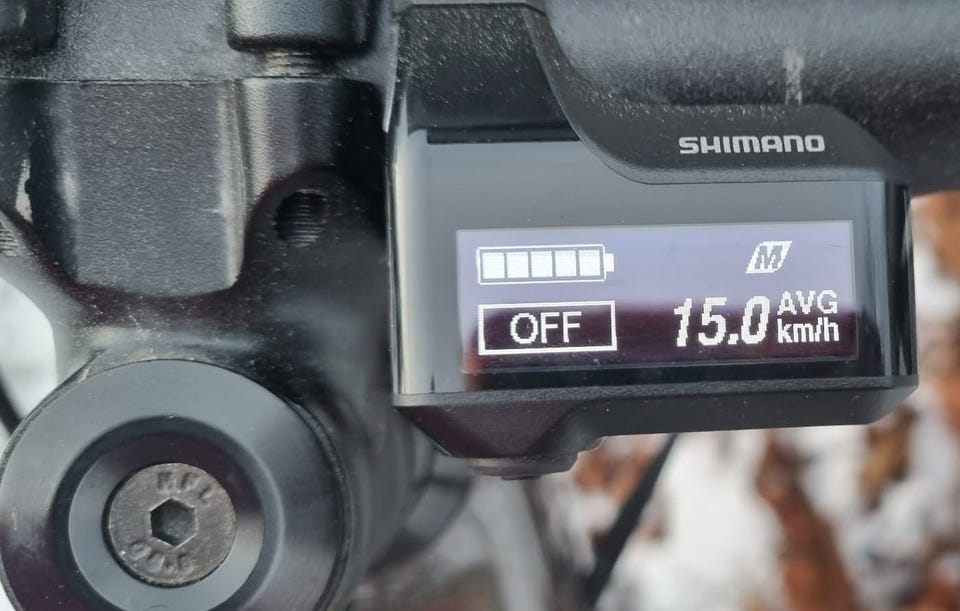 SHIMANO
M
OFF
15.0 AVG km/h